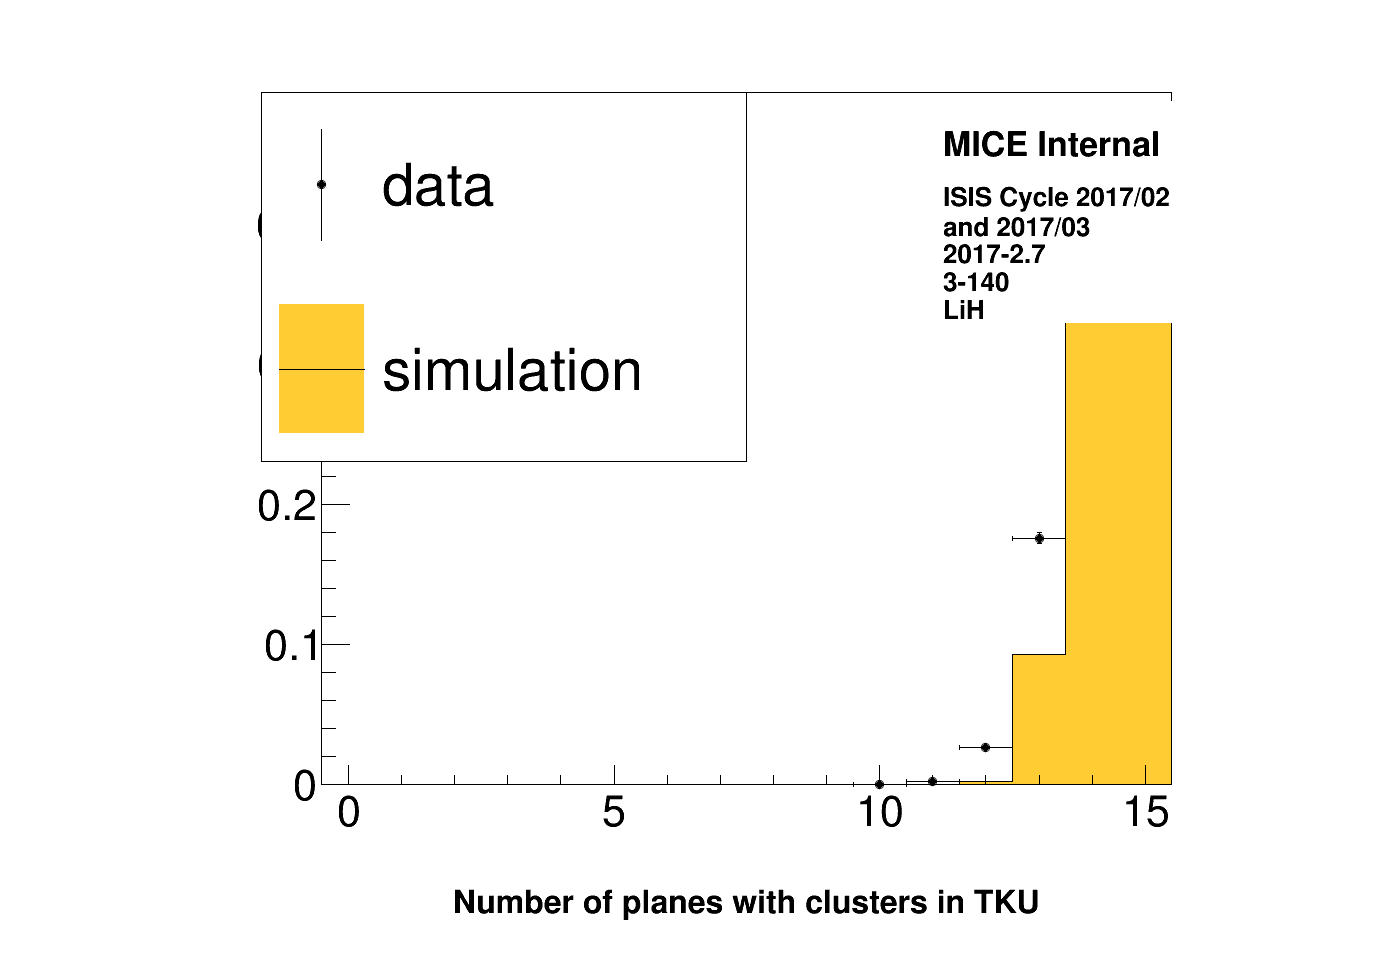 MICE Internal
data
ISIS Cycle 2017/02
and 2017/03
2017-2.7
3-140
LiH
simulation
0.2
0.1
0
0 5 10 15
Number of planes with clusters in TKU